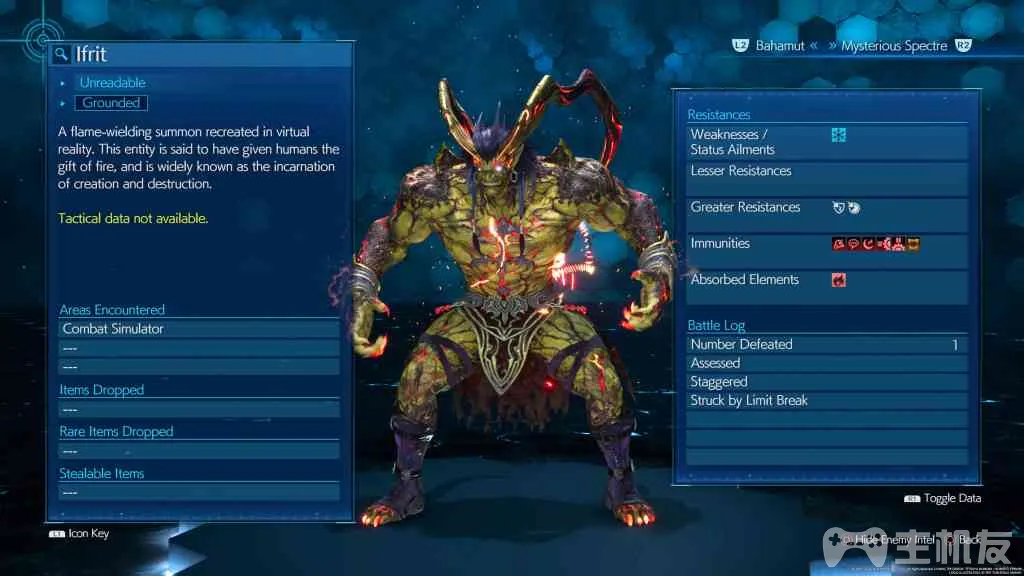 Ifrit
L2 Bahamut « » Mysterious Spectre R2
Unreadable
Grounded
A flame-wielding summon recreated in virtual
reality. This entity is said to have given humans the
gift of fire, and is widely known as the incarnation
of creation and destruction.
Tactical data not available.
Areas Encountered
Combat Simulator
---
---
Items Dropped
---
Rare Items Dropped
---
Stealable Items
---
L1 Icon Key
Resistances
Weaknesses /
Status Ailments
Lesser Resistances
Greater Resistances
Immunities
Absorbed Elements
Battle Log
Number Defeated 1
Assessed
Staggered
Struck by Limit Break
R1 Toggle Data
Hide Enemy Intel Back
主机友